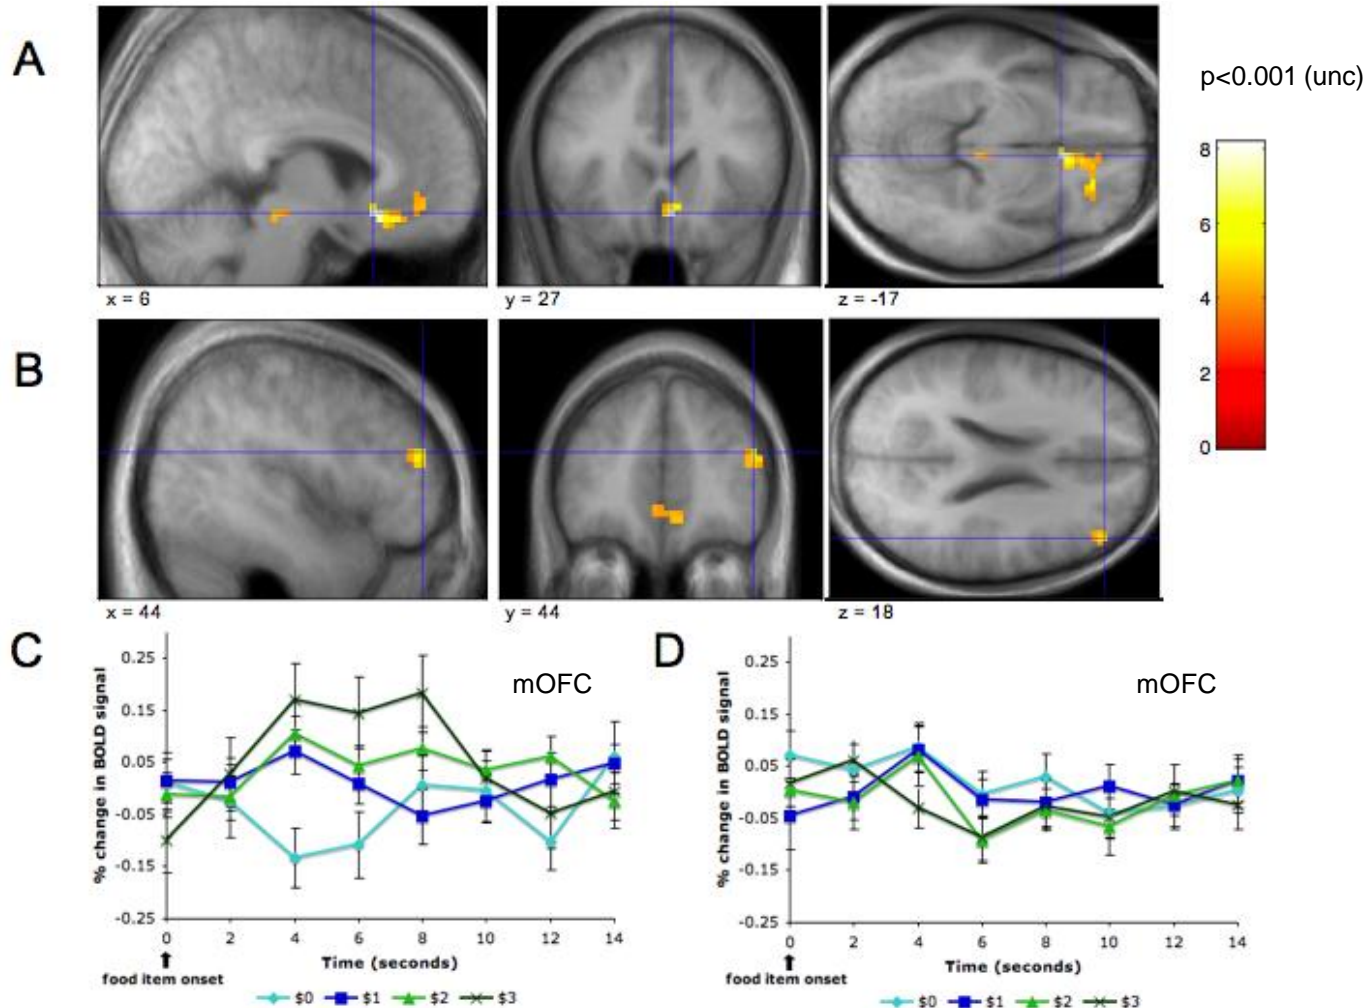 A
p<0.001 (unc)
8
6
4
2
0
x = 6
y = 27
z = -17
B
x = 44
y = 44
z = 18
C
mOFC
% change in BOLD signal
0.25
0.15
0.05
-0.05
-0.15
-0.25
0 2 4 6 8 10 12 14
Time (seconds)
food item onset
$0 $1 $2 $3
D
mOFC
% change in BOLD signal
0.25
0.15
0.05
-0.05
-0.15
-0.25
0 2 4 6 8 10 12 14
Time (seconds)
food item onset
$0 $1 $2 $3